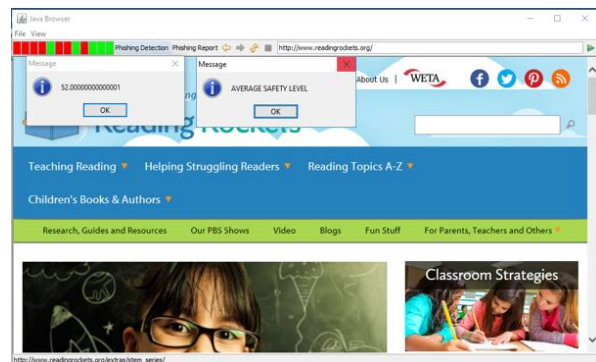 Java Browser
File View
Phishing Detection Phishing Report http://www.readingrockets.org/
Message
52.00000000000001
OK
Message
AVERAGE SAFETY LEVEL
OK
About Us | WETA
Reading Rockets
Teaching Reading Helping Struggling Readers Reading Topics A-Z
Children's Books & Authors
Research, Guides and Resources Our PBS Shows Video Blogs Fun Stuff For Parents, Teachers and Others
Classroom Strategies
http://www.readingrockets.org/extras/stem_series/